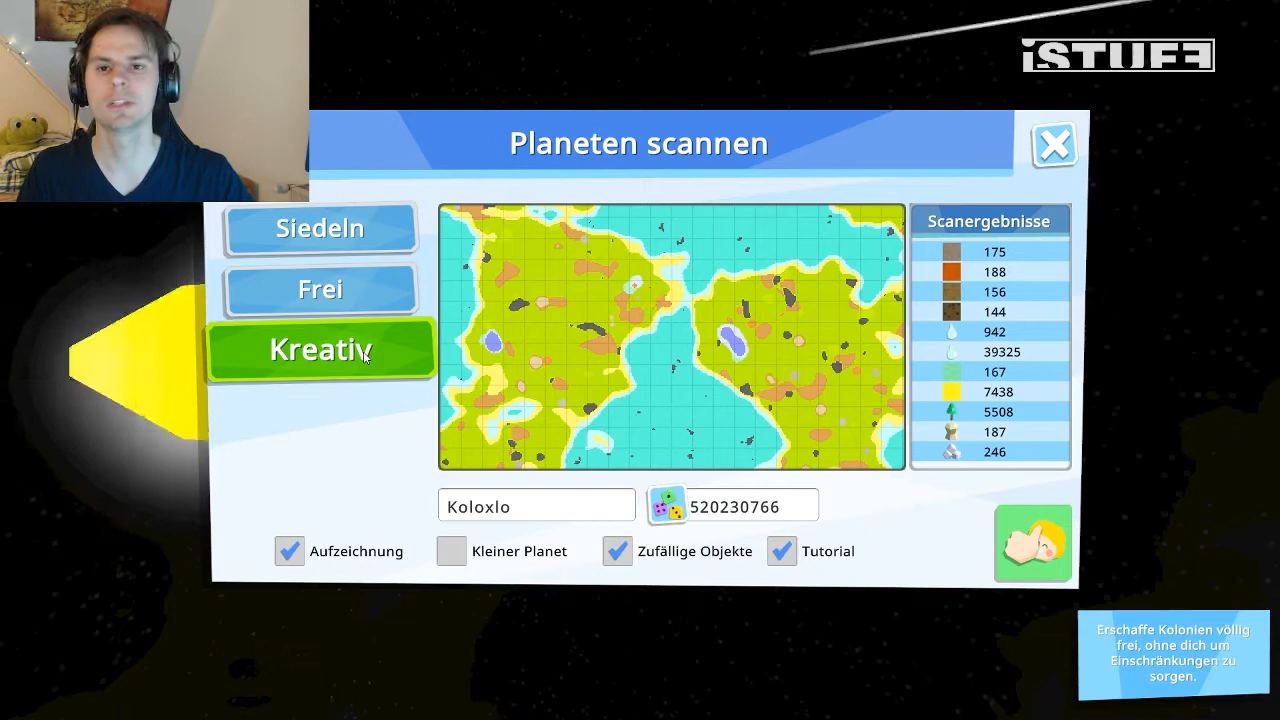 iSTUFF
Planeten scannen
Siedeln
Frei
Kreativ
Scanergebnisse
175
188
156
144
942
39325
167
7438
5508
187
246
Koloxlo
520230766
Aufzeichnung
Kleiner Planet
Zufällige Objekte
Tutorial
Erschaffe Kolonien völlig
frei, ohne dich um
Einschränkungen zu
sorgen.